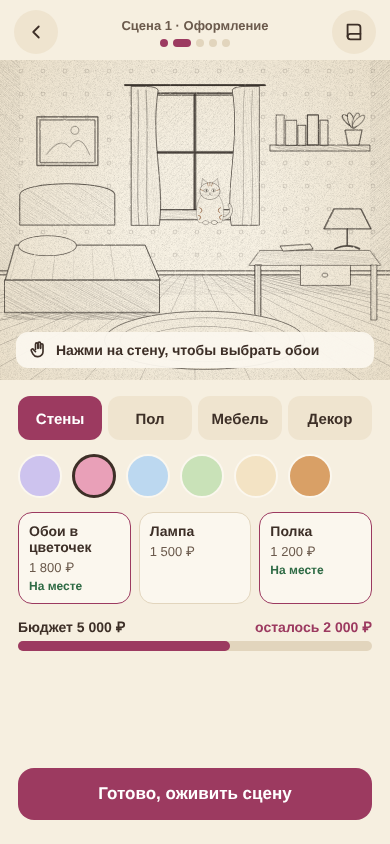 Сцена 1 · Оформление
Нажми на стену, чтобы выбрать обои
Стены
Пол
Мебель
Декор
Обои в
цветочек
1 800 ₽
На месте
Лампа
1 500 ₽
Полка
1 200 ₽
На месте
Бюджет 5 000 ₽
осталось 2 000 ₽
Готово, оживить сцену